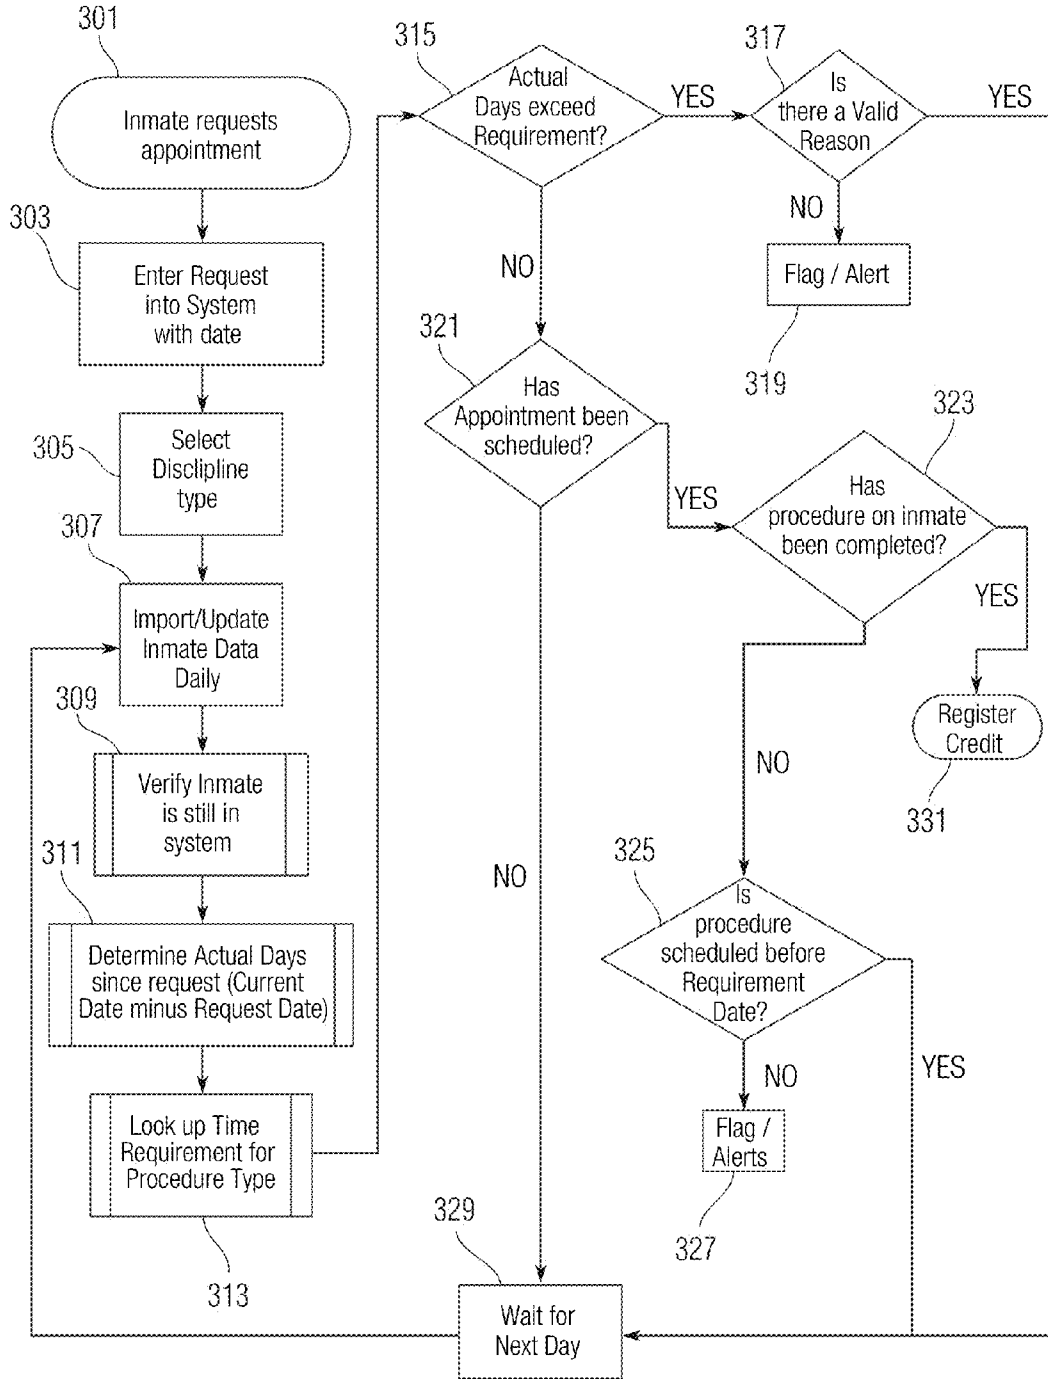 301
Inmate requests
appointment
303
Enter Request
into System
with date
305
Select
Disclipline
type
307
Import/Update
Inmate Data
Daily
309
Verify Inmate
is still in
system
311
Determine Actual Days
since request (Current
Date minus Request Date)
Look up Time
Requirement for
Procedure Type
313
315
Actual
Days exceed
Requirement?
YES
317
Is
there a Valid
Reason
YES
NO
Flag / Alert
319
NO
321
Has
Appointment been
scheduled?
YES
323
Has
procedure on inmate
been completed?
YES
Register
Credit
331
NO
NO
325
Is
procedure
scheduled before
Requirement
Date?
YES
NO
Flag /
Alerts
327
329
Wait for
Next Day